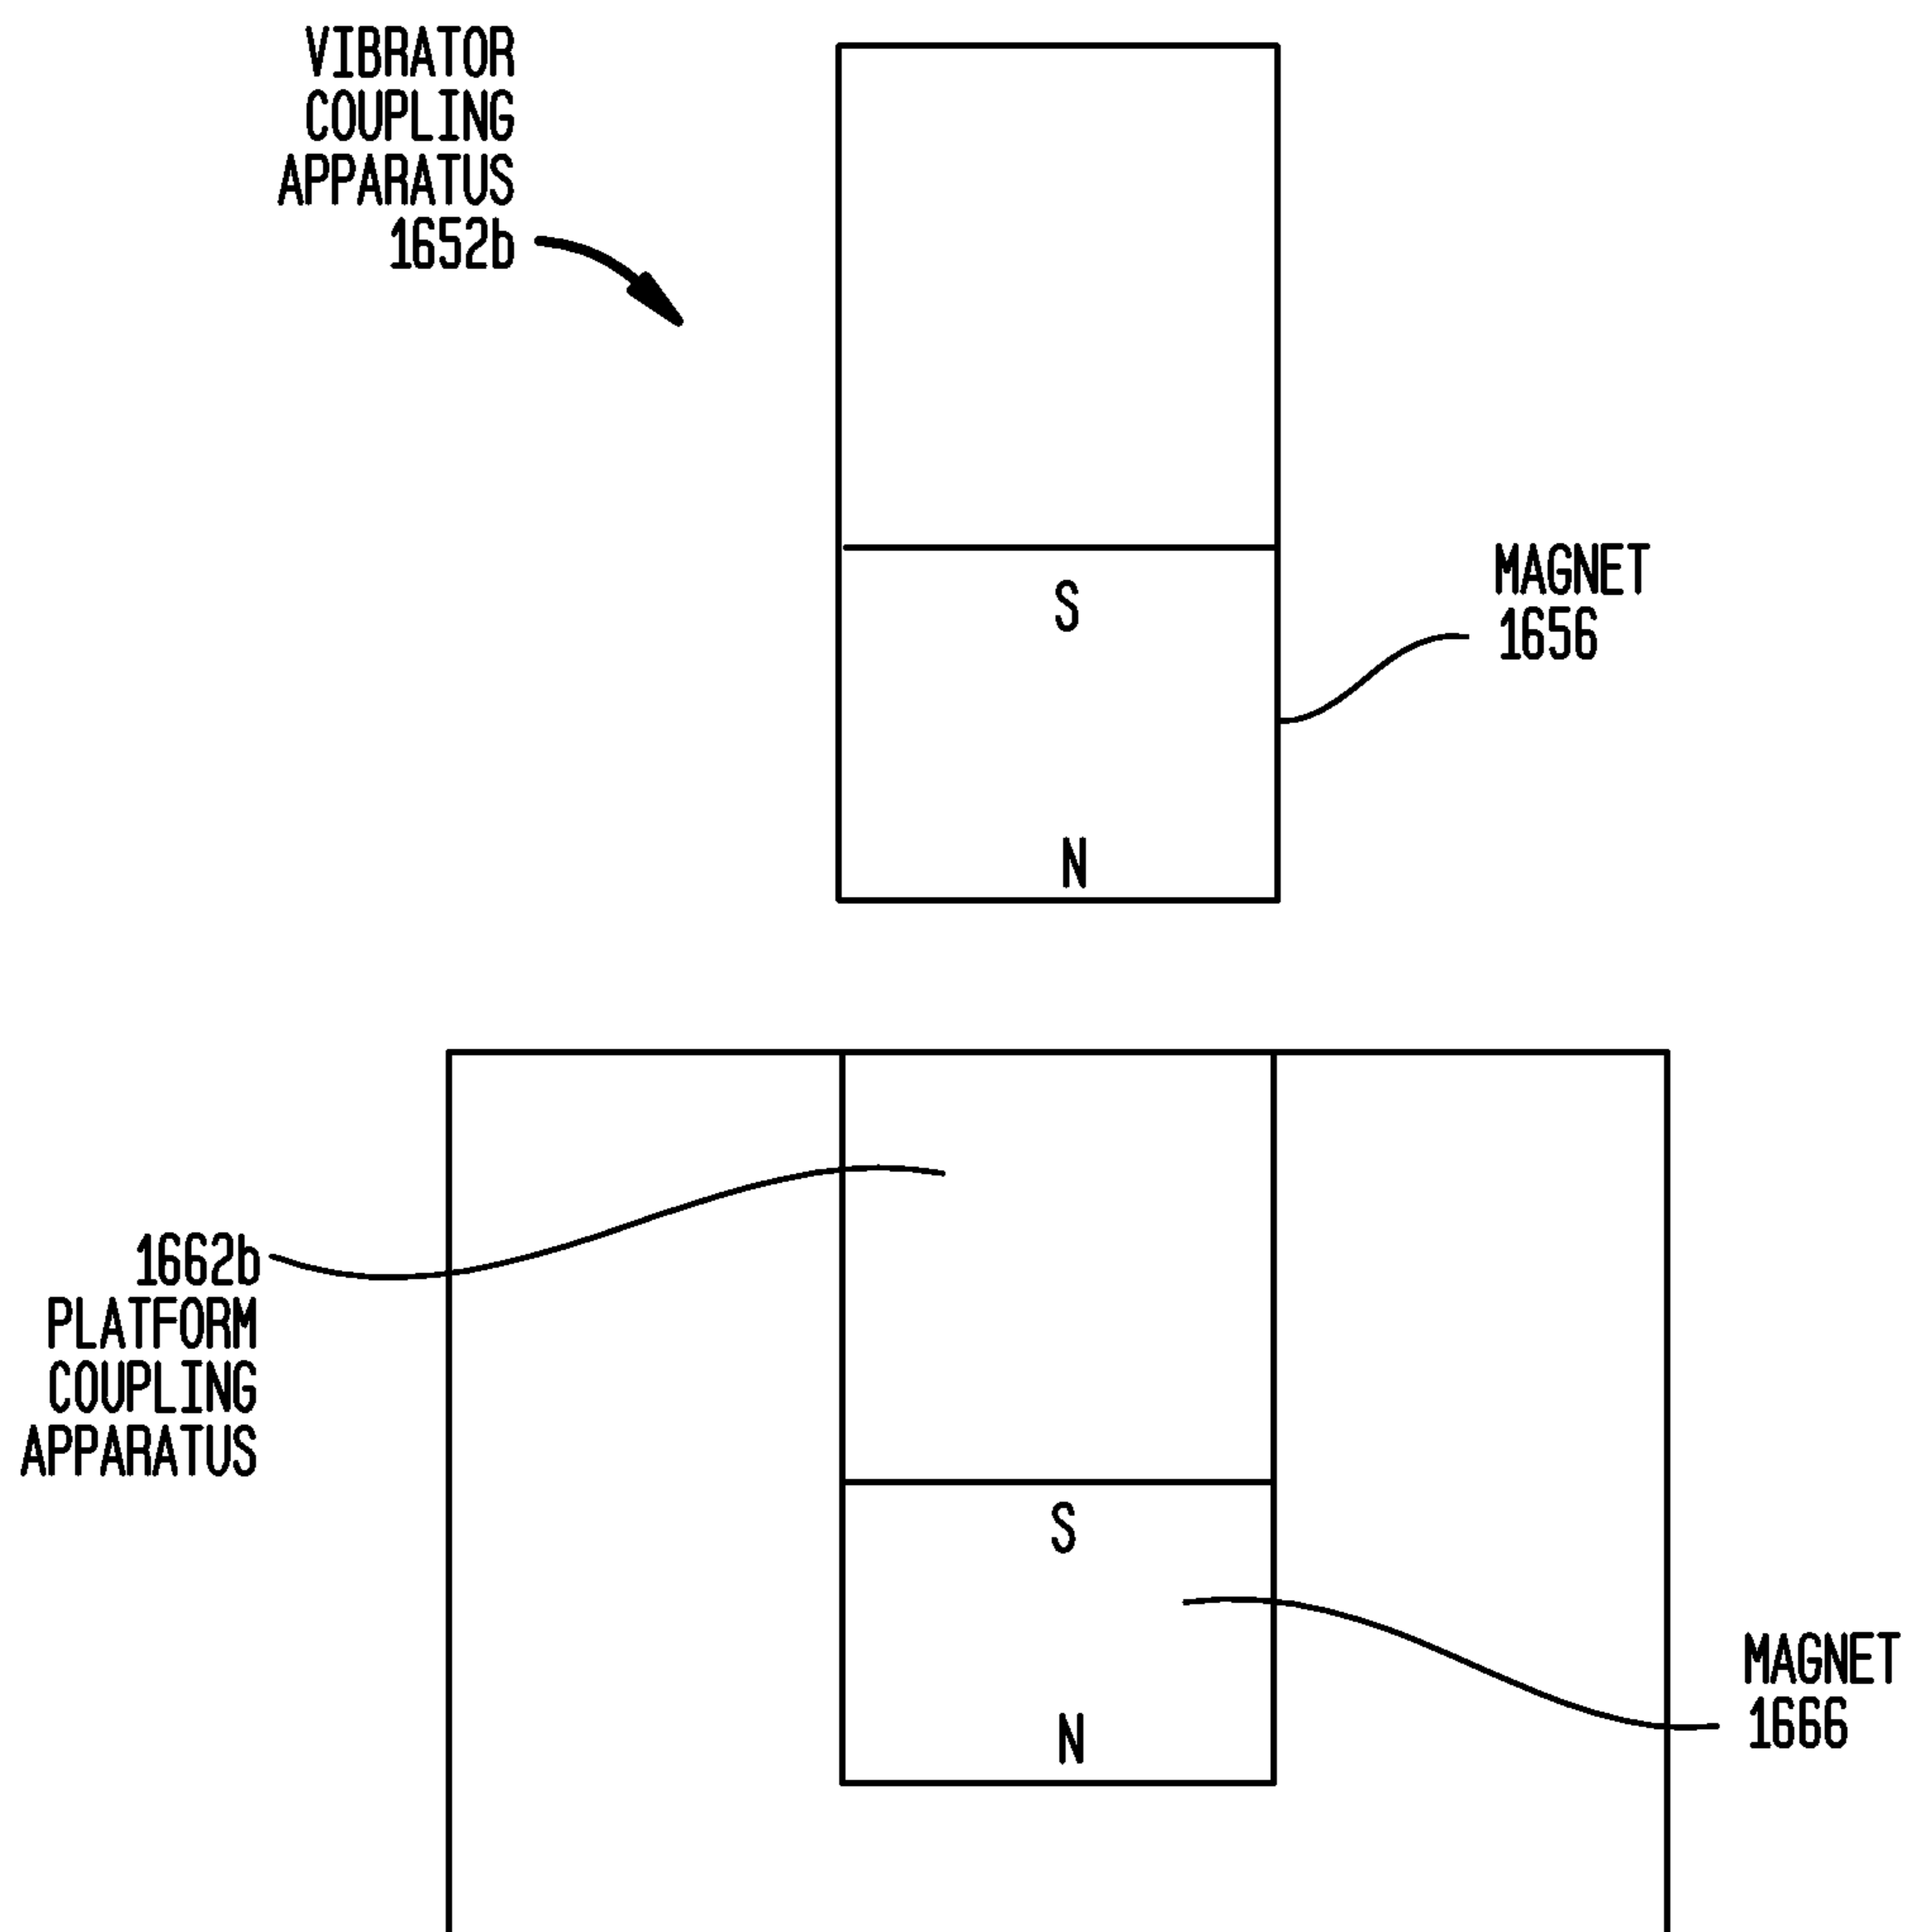 VIBRATOR
COUPLING
APPARATUS
1652b
S
MAGNET
1656
N
1662b
PLATFORM
COUPLING
APPARATUS
S
N
MAGNET
1666